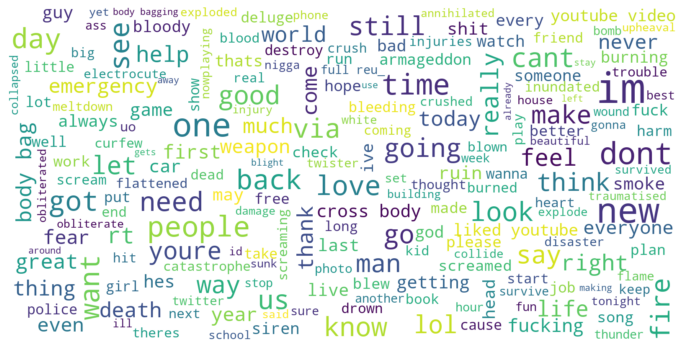 guy
yet
body bagging
exploded
deluge
phone
annihilated
youtube video
bomb
upheaval
ass
bloody
blood
world
still
shit
every
never
day
see
help
destroy
crush
injuries
watch
friend
big
thats
run
armageddon
bad
burning
little
electrocute
nowplaying
real
nigga
full reu_
away
use
cant
inundated
stay
collapsed
emergency
show
good
come
hope
time
really
someone
trouble
im
lot
meltdown
game
injury
crushed
bleeding
make
already
house
best
always
uo
one
much
via
white
coming
today
play
wound
fuck
left
body bag
well
curfew
first
weapon
ive
going
blown
better
beautiful
gonna
harm
let
car
check
twister
week
feel
dont
work
gets
blight
back
love
set
thought
ruin
wanna
survived
obliterated
scream
flattened
dead
building
burned
think
smoke
got
put
need
may
free
cross body
made
look
heart
explode
traumatised
new
end
people
damage
thank
long
god
liked youtube
everyone
obliterate
rt
youre
id
take
screaming
last
go
please
disaster
fear
hit
catastrophe
sunk
photo
kid
collide
say
right
plan
great
want
girl
hes
stop
man
screamed
flame
around
thing
way
us
live
blew
getting
head
start
job
making
keep
fire
police
death
twitter
said
another
book
hour
survive
life
tonight
even
ill
next
year
siren
drown
know
lol
cause
fun
fucking
song
theres
school
sure
thunder